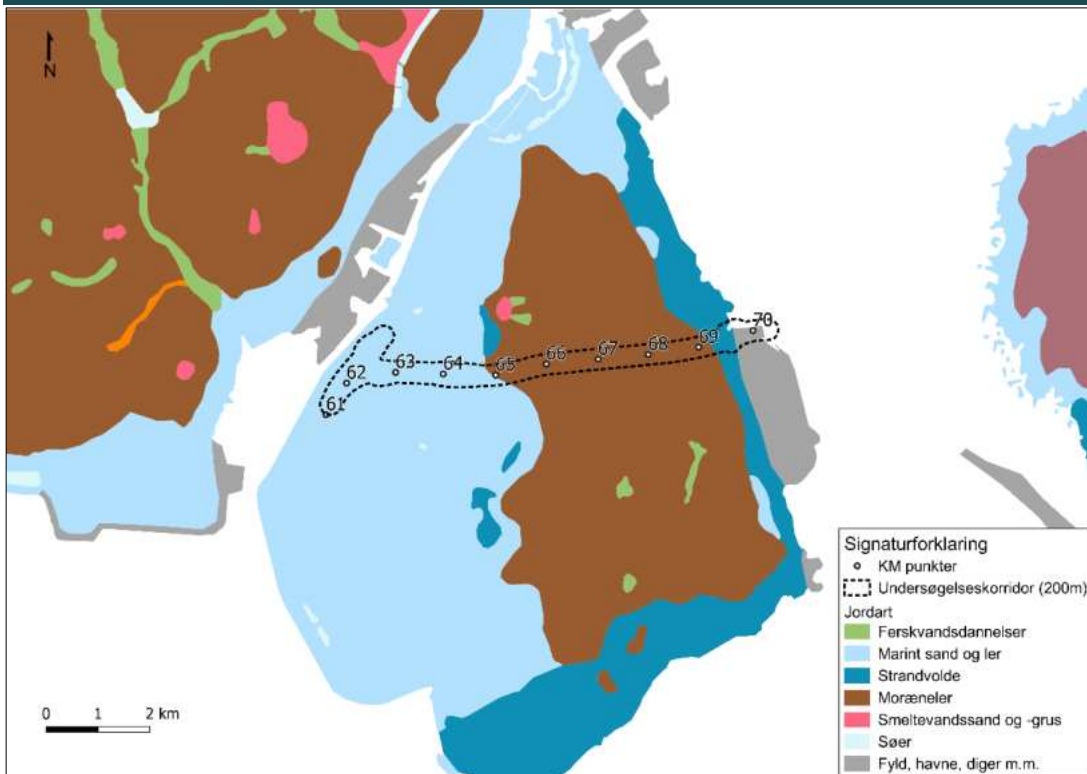 N
61
62
63
64
65
66
67
68
69
70
0 1 2 km
Signaturforklaring
KM punkter
Undersøgelseskorridor (200m)
Jordart
Ferskvandsdannelser
Marint sand og ler
Strandvolde
Moræneler
Smeltevandssand og -grus
Søer
Fyld, havne, diger m.m.